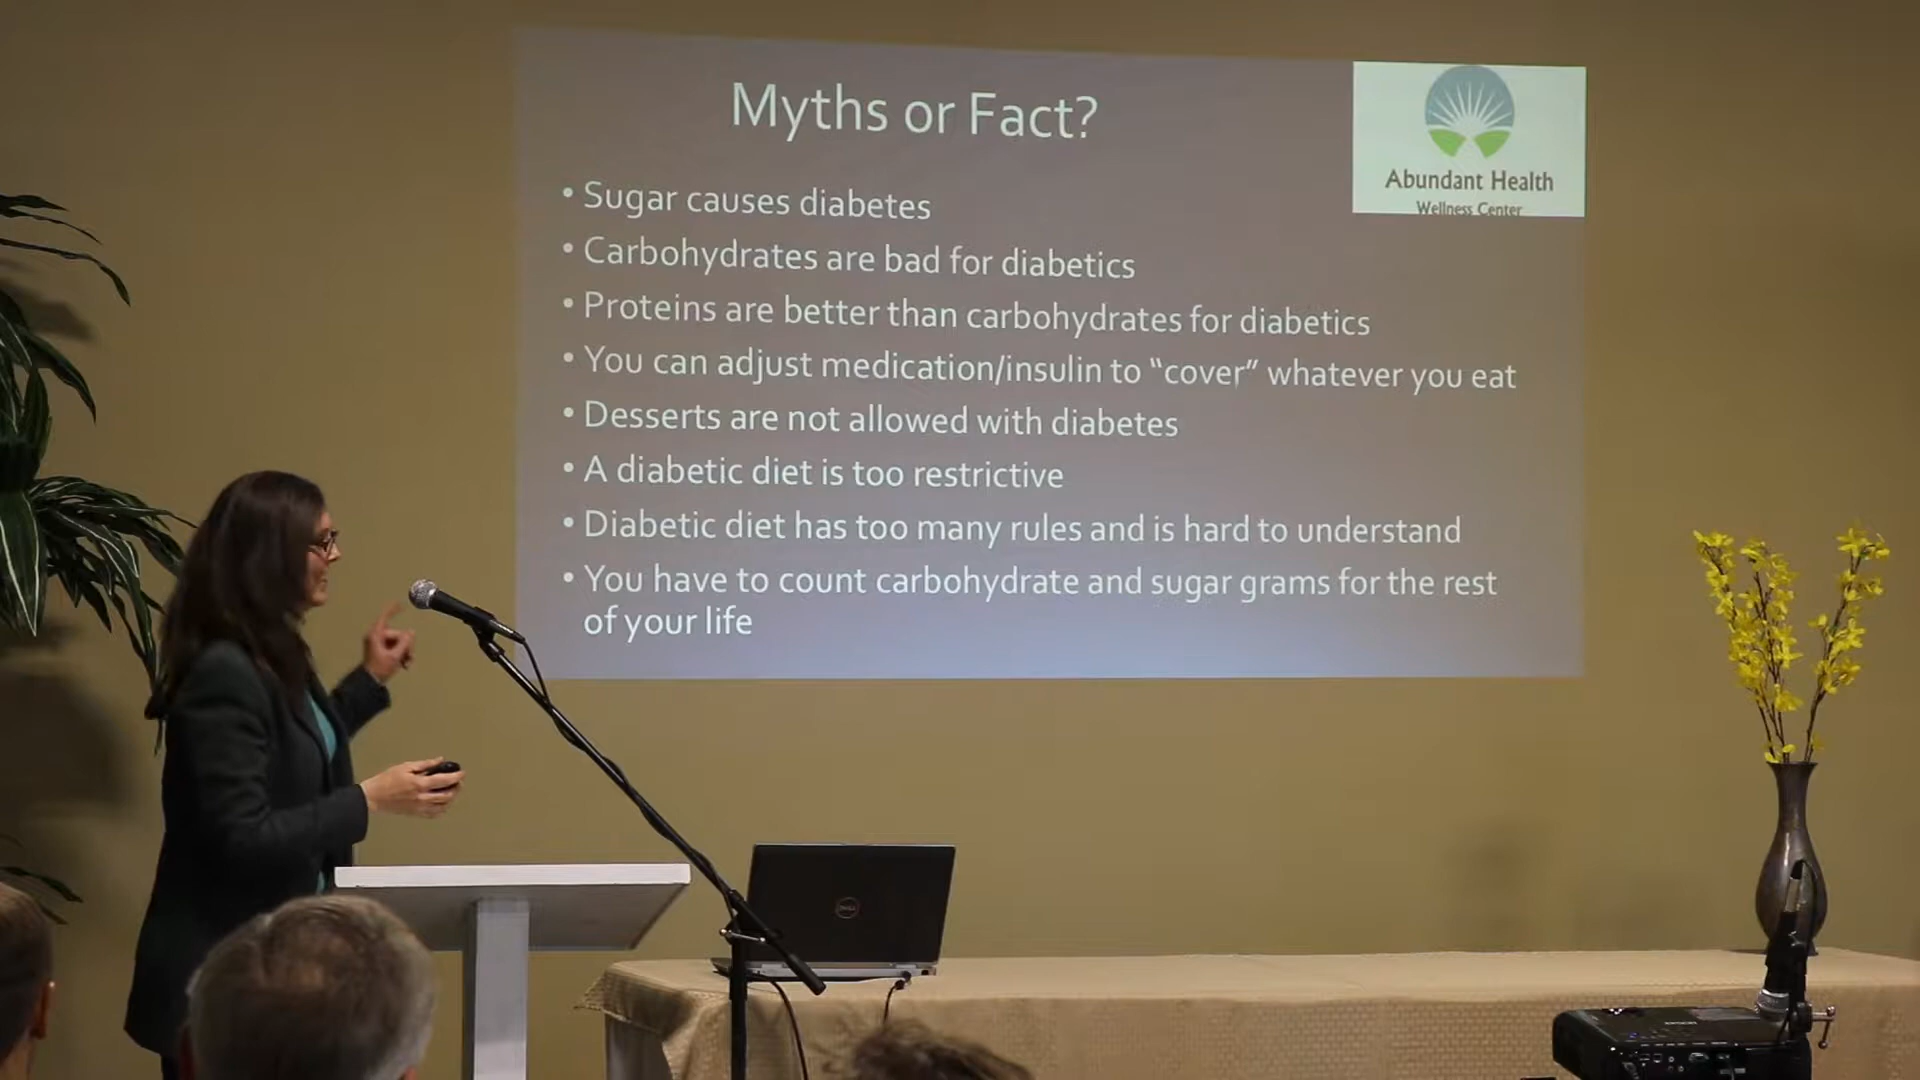 Myths or Fact?
Abundant Health
Wellness Center
• Sugar causes diabetes
• Carbohydrates are bad for diabetics
• Proteins are better than carbohydrates for diabetics
• You can adjust medication/insulin to “cover” whatever you eat
• Desserts are not allowed with diabetes
• A diabetic diet is too restrictive
• Diabetic diet has too many rules and is hard to understand
• You have to count carbohydrate and sugar grams for the rest
of your life
DELL
EPSON